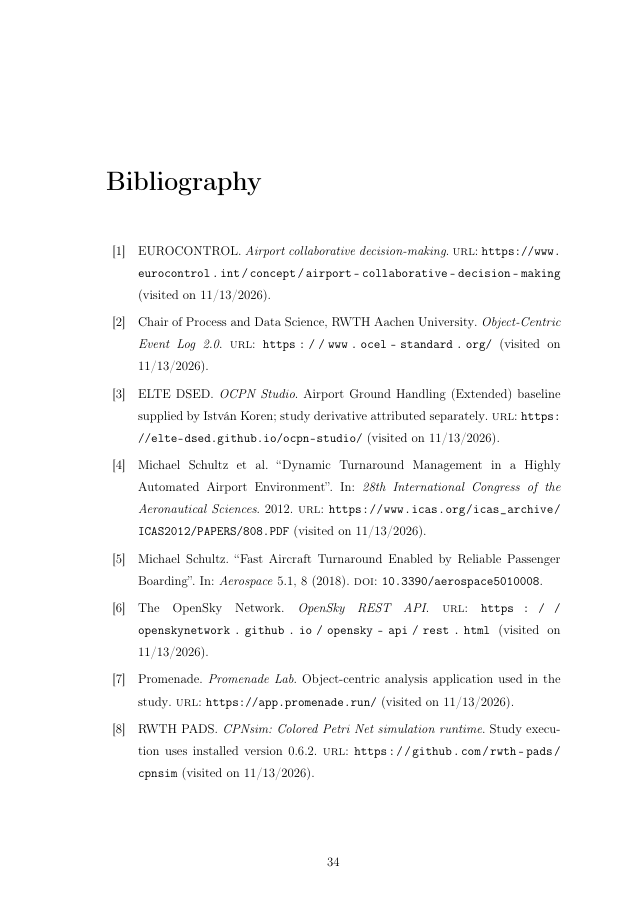 Bibliography
[1] EUROCONTROL. Airport collaborative decision-making. URL: https://www.
eurocontrol.int/concept/airport-collaborative-decision-making
(visited on 11/13/2026).
[2] Chair of Process and Data Science, RWTH Aachen University. Object-Centric
Event Log 2.0. URL: https://www.ocel-standard.org/ (visited on
11/13/2026).
[3] ELTE DSED. OCPN Studio. Airport Ground Handling (Extended) baseline
supplied by István Koren; study derivative attributed separately. URL: https:
//elte-dsed.github.io/ocpn-studio/ (visited on 11/13/2026).
[4] Michael Schultz et al. “Dynamic Turnaround Management in a Highly
Automated Airport Environment”. In: 28th International Congress of the
Aeronautical Sciences. 2012. URL: https://www.icas.org/icas_archive/
ICAS2012/PAPERS/808.PDF (visited on 11/13/2026).
[5] Michael Schultz. “Fast Aircraft Turnaround Enabled by Reliable Passenger
Boarding”. In: Aerospace 5.1, 8 (2018). DOI: 10.3390/aerospace5010008.
[6] The OpenSky Network. OpenSky REST API. URL: https://
openskynetwork.github.io/opensky-api/rest.html (visited on
11/13/2026).
[7] Promenade. Promenade Lab. Object-centric analysis application used in the
study. URL: https://app.promenade.run/ (visited on 11/13/2026).
[8] RWTH PADS. CPNsim: Colored Petri Net simulation runtime. Study execu-
tion uses installed version 0.6.2. URL: https://github.com/rwth-pads/
cpnsim (visited on 11/13/2026).
34